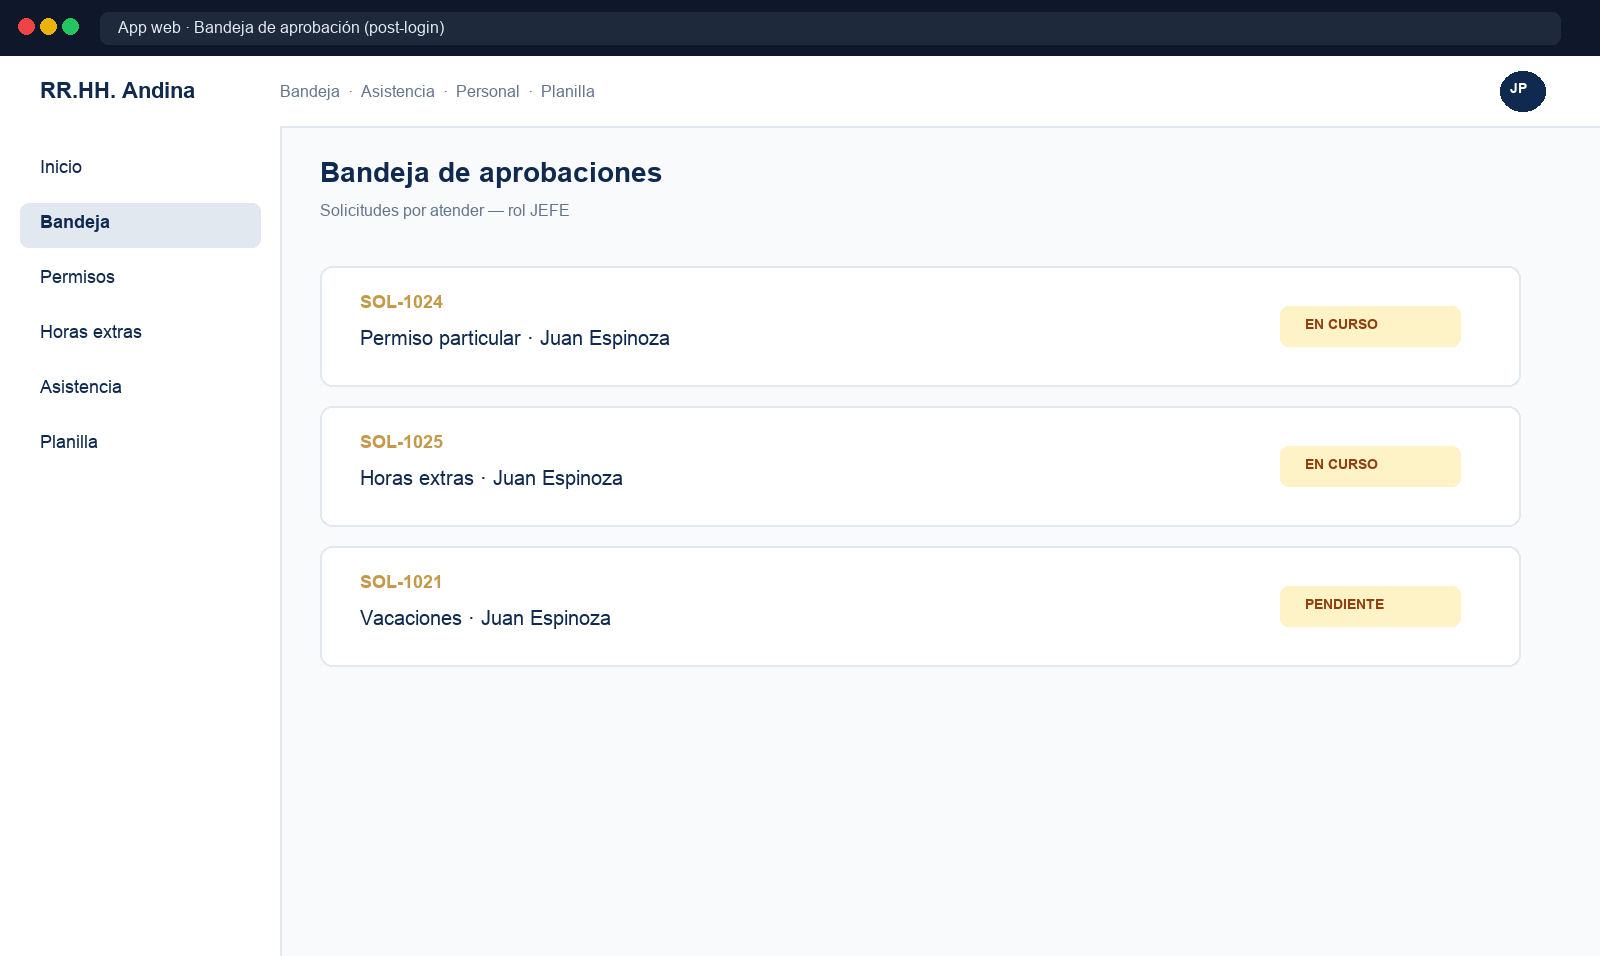 App web · Bandeja de aprobación (post-login)
RR.HH. Andina
Bandeja · Asistencia · Personal · Planilla
JP
Inicio
Bandeja
Permisos
Horas extras
Asistencia
Planilla
Bandeja de aprobaciones
Solicitudes por atender — rol JEFE
SOL-1024
Permiso particular · Juan Espinoza
EN CURSO
SOL-1025
Horas extras · Juan Espinoza
EN CURSO
SOL-1021
Vacaciones · Juan Espinoza
PENDIENTE